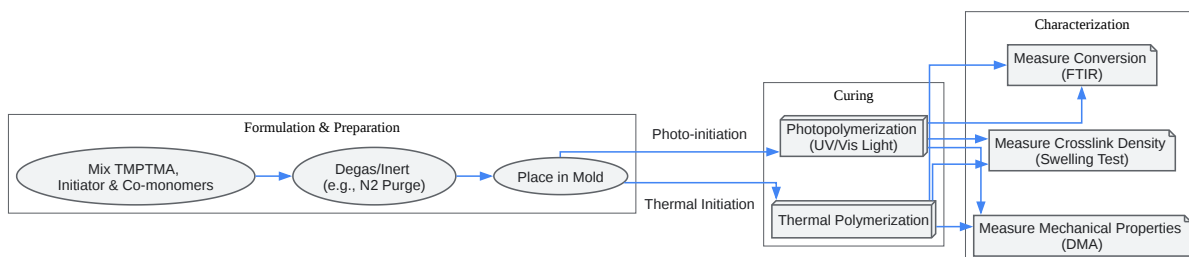 Formulation & Preparation
Mix TMPTMA,
Initiator & Co-monomers
Degas/Inert
(e.g., N2 Purge)
Place in Mold
Photo-initiation
Thermal Initiation
Curing
Photopolymerization
(UV/Vis Light)
Thermal Polymerization
Characterization
Measure Conversion
(FTIR)
Measure Crosslink Density
(Swelling Test)
Measure Mechanical Properties
(DMA)